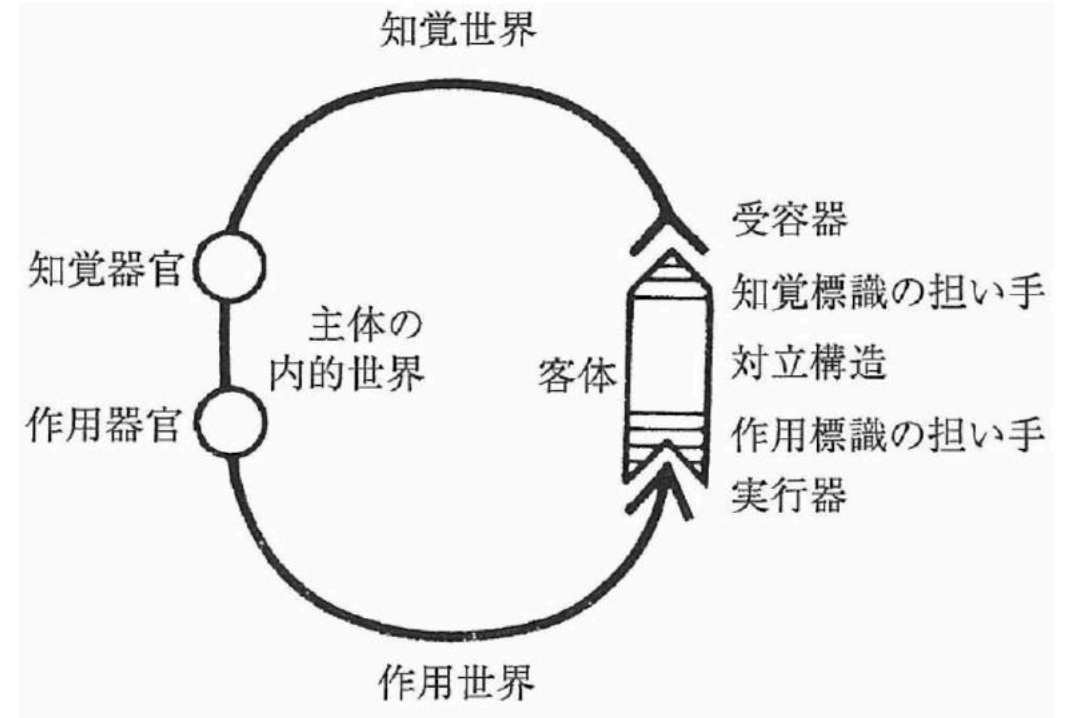 知覚世界
受容器
知覚器官
知覚標識の担い手
主体の
内的世界
客体
対立構造
作用器官
作用標識の担い手
実行器
作用世界